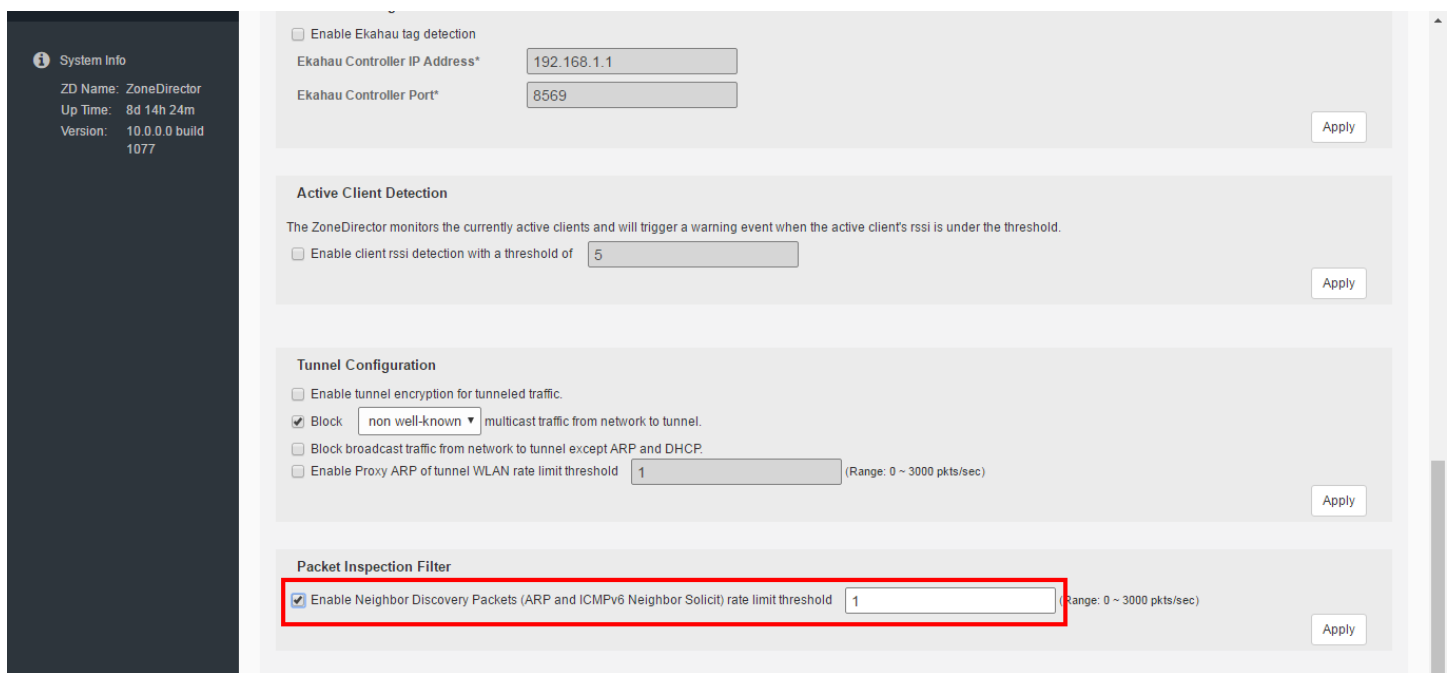 Enable Ekahau tag detection
System Info
Ekahau Controller IP Address* 192.168.1.1
ZD Name: ZoneDirector
Ekahau Controller Port* 8569
Up Time: 8d 14h 24m
Version: 10.0.0.0 build
1077
Apply
Active Client Detection
The ZoneDirector monitors the currently active clients and will trigger a warning event when the active client's rssi is under the threshold.
Enable client rssi detection with a threshold of 5
Apply
Tunnel Configuration
Enable tunnel encryption for tunneled traffic.
Block non well-known multicast traffic from network to tunnel.
Block broadcast traffic from network to tunnel except ARP and DHCP.
Enable Proxy ARP of tunnel WLAN rate limit threshold 1 (Range: 0 ~ 3000 pkts/sec)
Apply
Packet Inspection Filter
Enable Neighbor Discovery Packets (ARP and ICMPv6 Neighbor Solicit) rate limit threshold 1 (Range: 0 ~ 3000 pkts/sec)
Apply